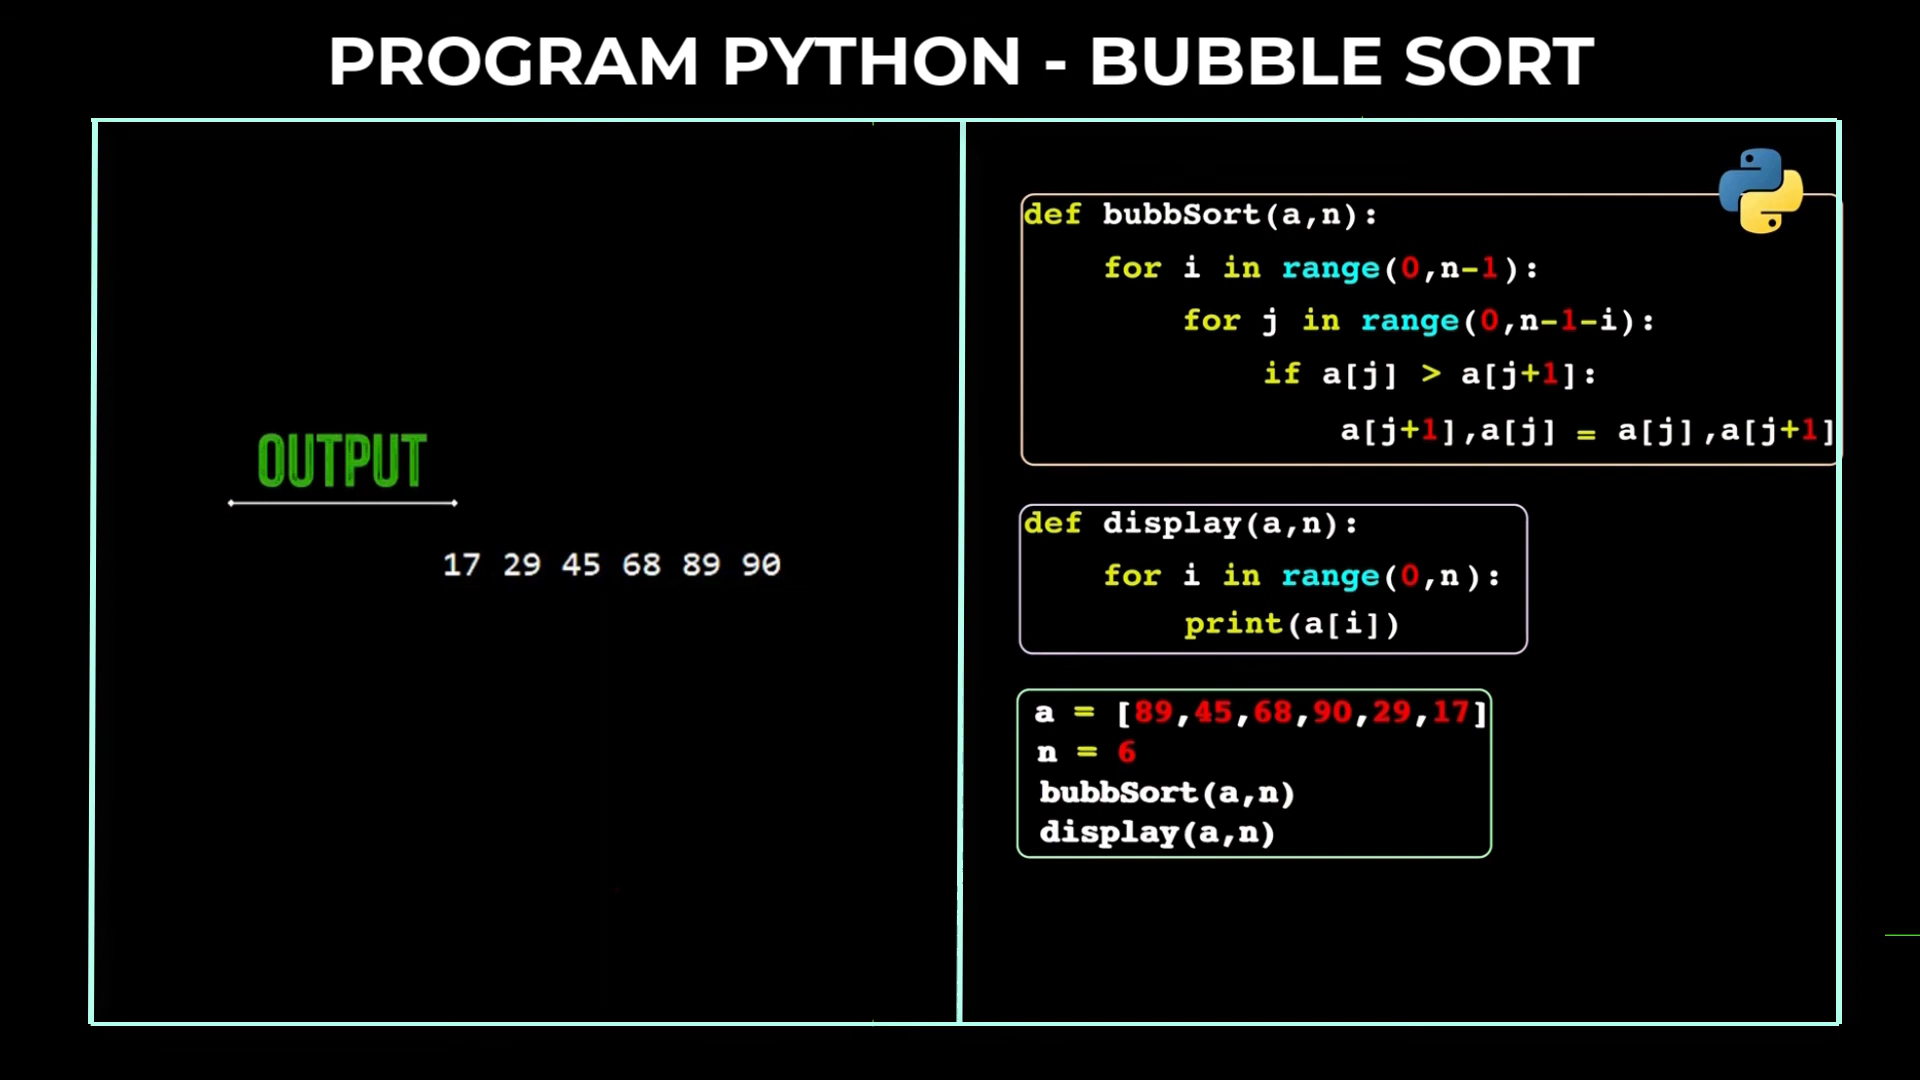 PROGRAM PYTHON - BUBBLE SORT
OUTPUT
17 29 45 68 89 90
def bubbSort(a,n):
for i in range(0,n-1):
for j in range(0,n-1-i):
if a[j] > a[j+1]:
a[j+1],a[j] = a[j],a[j+1]
def display(a,n):
for i in range(0,n):
print(a[i])
a = [89,45,68,90,29,17]
n = 6
bubbSort(a,n)
display(a,n)